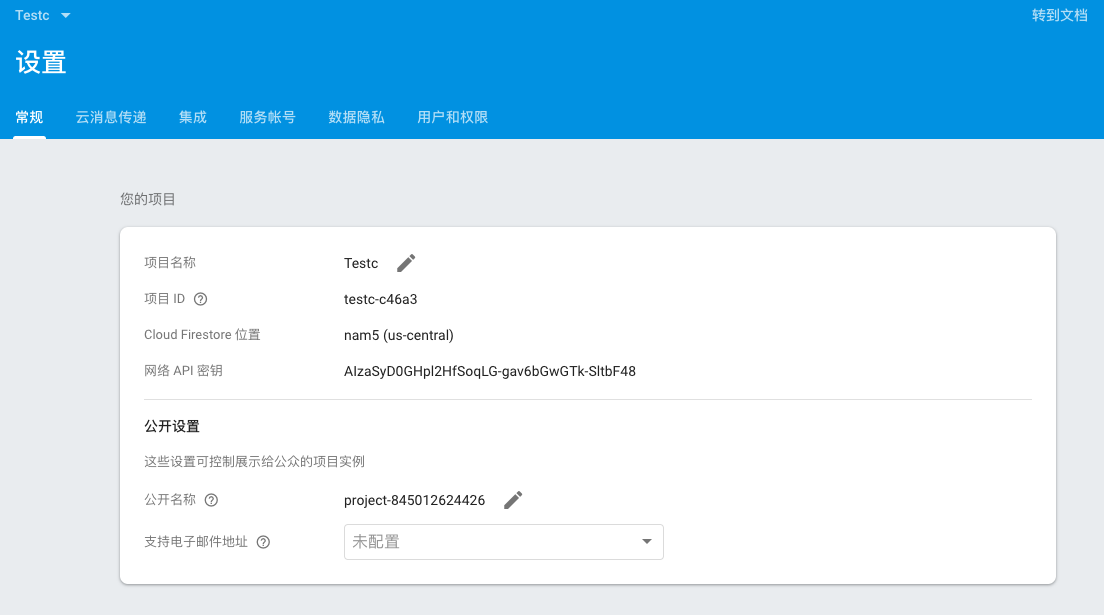 Testc
转到文档
设置
常规 云消息传递 集成 服务帐号 数据隐私 用户和权限
您的项目
项目名称 Testc
项目 ID testc-c46a3
Cloud Firestore 位置 nam5 (us-central)
网络 API 密钥 AIzaSyD0GHpl2HfSoqLG-gav6bGwGTk-SltbF48
公开设置
这些设置可控制展示给公众的项目实例
公开名称 project-845012624426
支持电子邮件地址 未配置